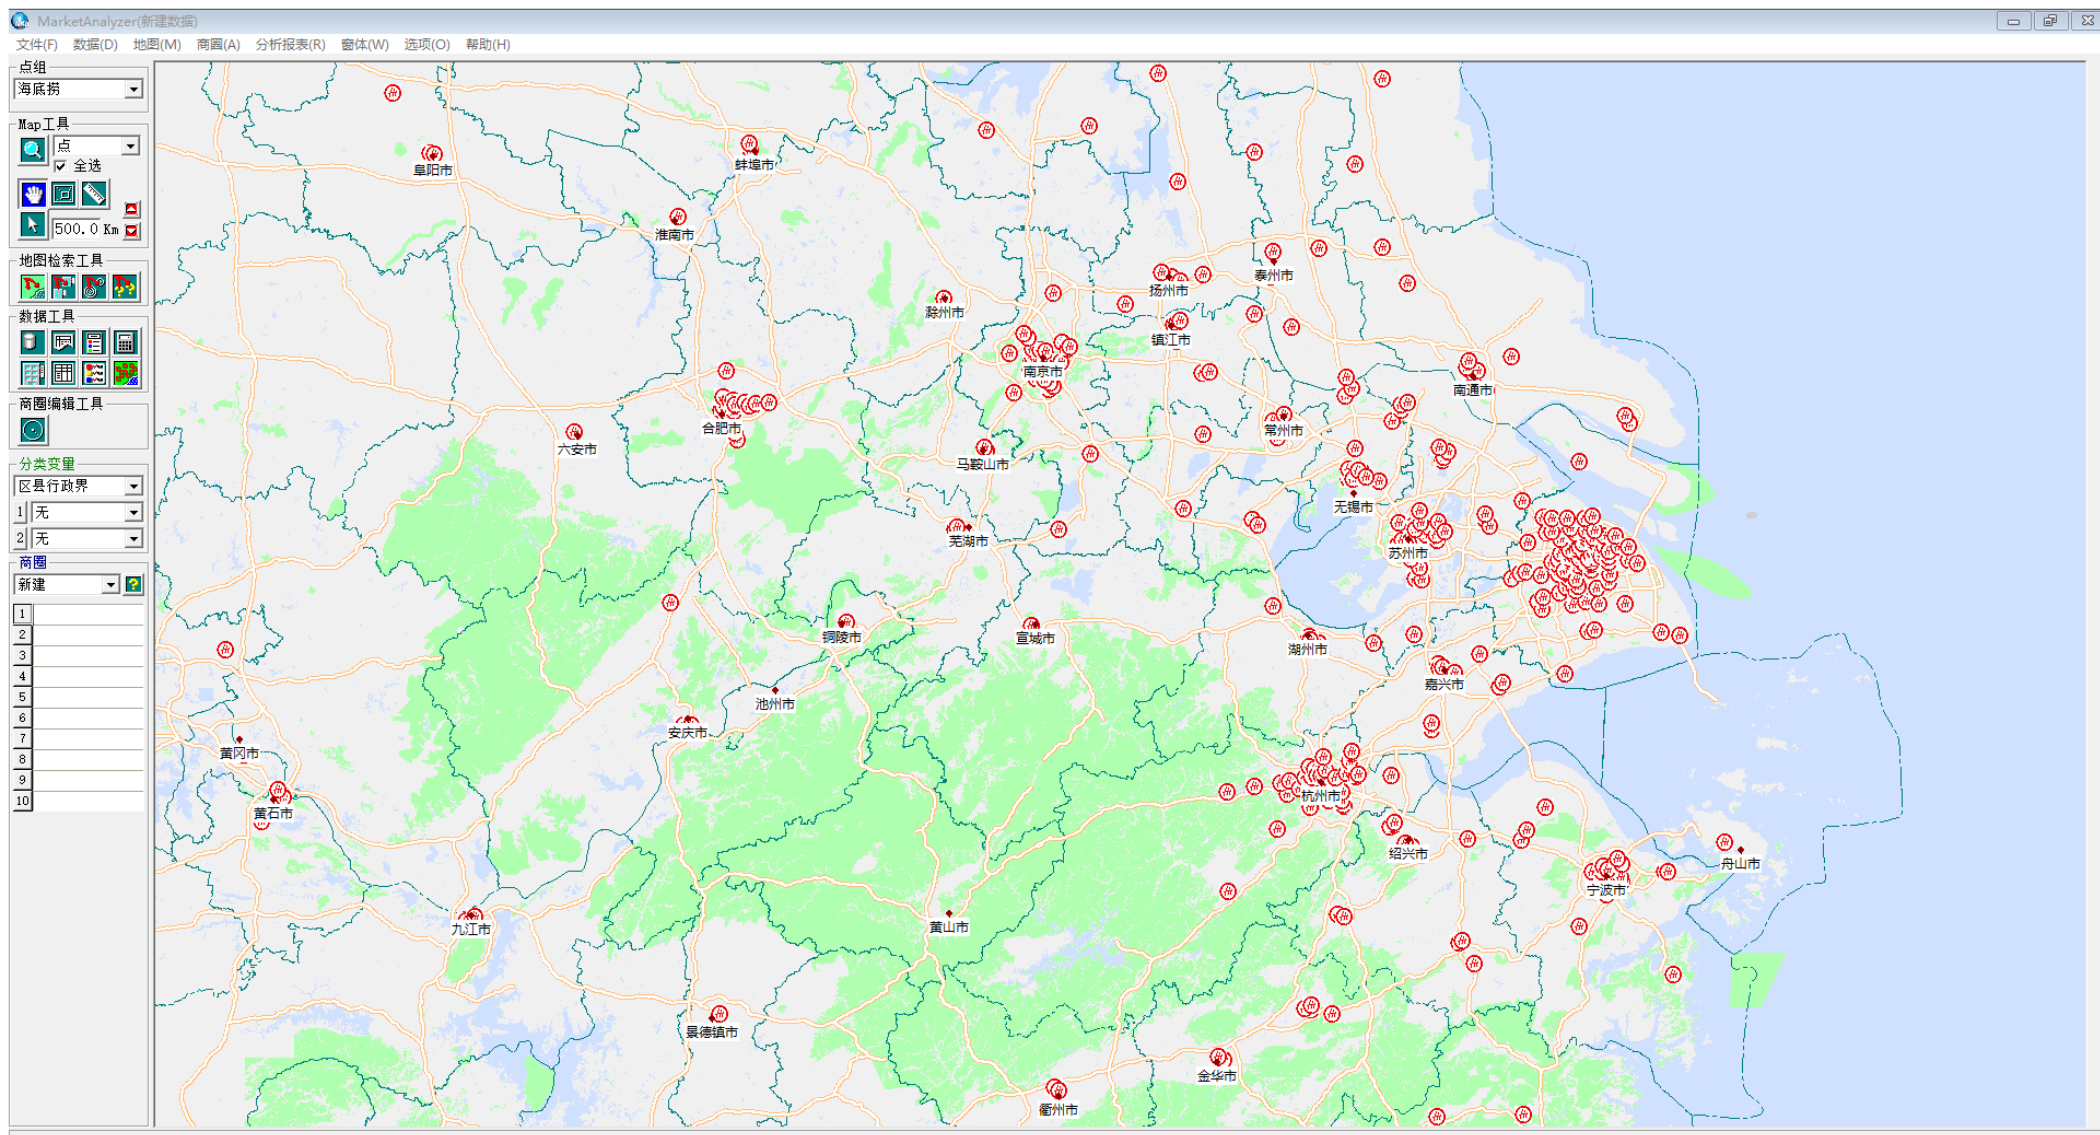 MarketAnalyzer(新建数据)
文件(F) 数据(D) 地图(M) 商圈(A) 分析报表(R) 窗体(W) 选项(O) 帮助(H)
点组
海底捞
Map工具
点
全选
500.0 Km
地图检索工具
数据工具
商圈编辑工具
分类变量
区县行政界
1 无
2 无
商圈
新建
1
2
3
4
5
6
7
8
9
10
阜阳市
蚌埠市
淮南市
滁州市
扬州市
泰州市
镇江市
南京市
南通市
合肥市
六安市
常州市
马鞍山市
无锡市
芜湖市
苏州市
铜陵市
宣城市
湖州市
嘉兴市
池州市
安庆市
黄冈市
黄石市
杭州市
绍兴市
舟山市
宁波市
九江市
黄山市
景德镇市
金华市
衢州市